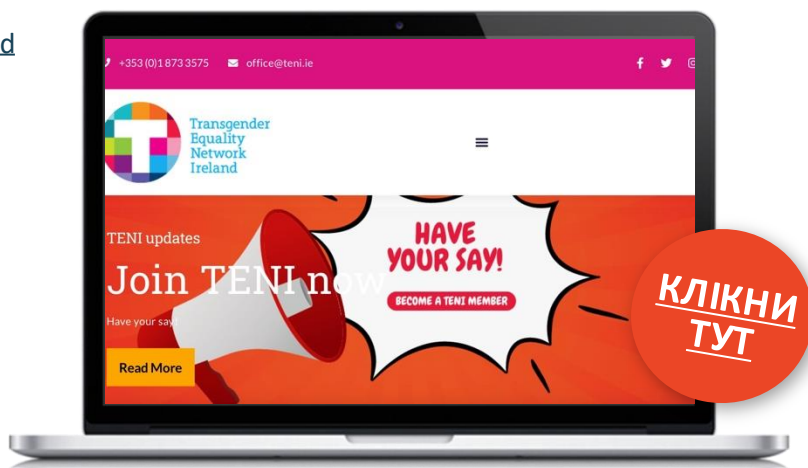 d
+353 (0)1 873 3575 office@teni.ie
Transgender
Equality
Network
Ireland
TENI updates
Join TENI now
Have your say!
Read More
HAVE
YOUR SAY!
BECOME A TENI MEMBER
КЛІКНИ
ТУТ